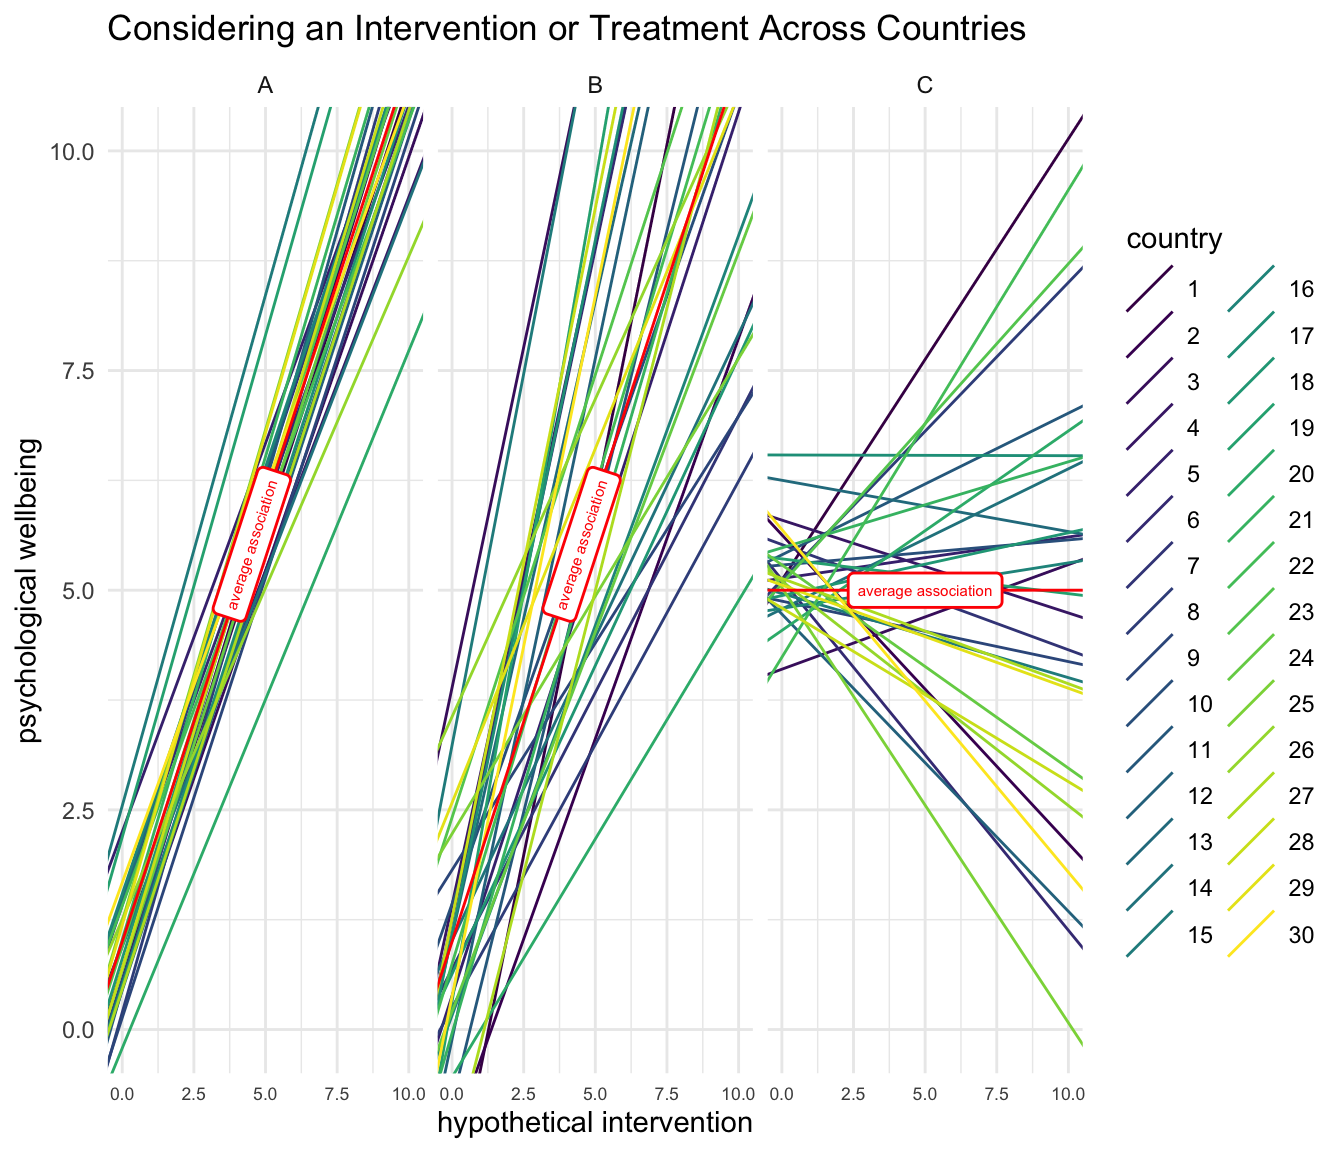 Considering an Intervention or Treatment Across Countries
A B C
10.0
7.5
5.0
2.5
0.0
psychological wellbeing
average association
average association
average association
0.0 2.5 5.0 7.5 10.0 0.0 2.5 5.0 7.5 10.0 0.0 2.5 5.0 7.5 10.0
hypothetical intervention
country
1 16
2 17
3 18
4 19
5 20
6 21
7 22
8 23
9 24
10 25
11 26
12 27
13 28
14 29
15 30